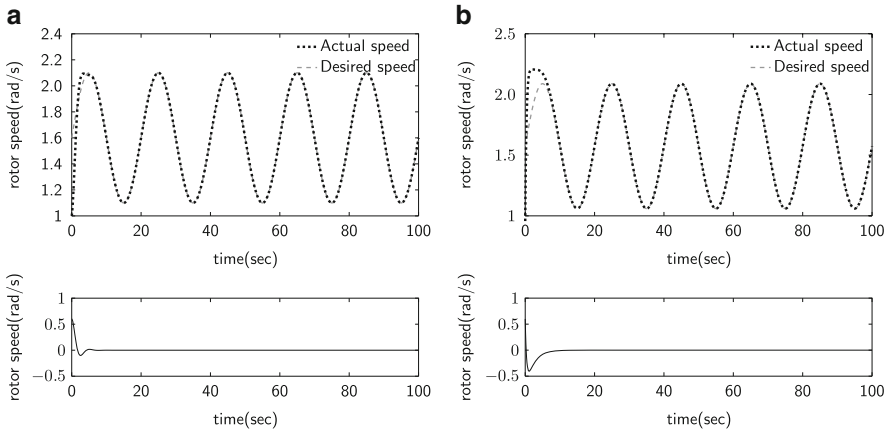 a
2.4
2.2
2.0
1.8
1.6
1.4
1.2
1
rotor speed(rad/s)
Actual speed
Desired speed
0 20 40 60 80 100
time(sec)
1
0.5
0
−0.5
rotor speed(rad/s)
0 20 40 60 80 100
time(sec)
b
2.5
2.0
1.5
1
rotor speed(rad/s)
Actual speed
Desired speed
0 20 40 60 80 100
time(sec)
1
0.5
0
−0.5
rotor speed(rad/s)
0 20 40 60 80 100
time(sec)